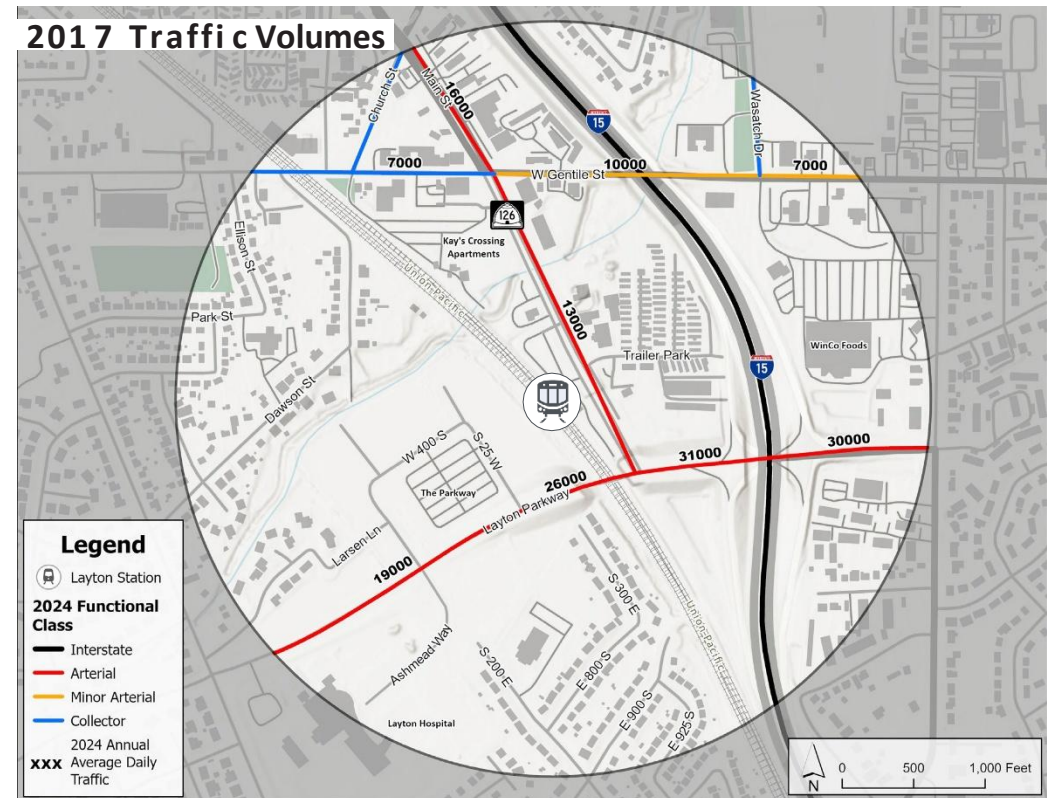 2017 Traffic Volumes
Church St
Main St
16000
15
Wasatch Dr
7000
10000
7000
W Gentile St
126
Kay's Crossing
Apartments
Ellison St
Union Pacific
Park St
13000
Trailer Park
WinCo Foods
15
Dawson St
W 400 S
S 25 W
The Parkway
30000
31000
26000
Layton Parkway
Larsen Ln
19000
S 300 E
Union Pacific
Ashmead Way
S 200 E
E 800 S
E 900 S
E 925 S
Layton Hospital
Legend
Layton Station
2024 Functional
Class
Interstate
Arterial
Minor Arterial
Collector
2024 Annual
xxx Average Daily
Traffic
N
0 500 1,000 Feet